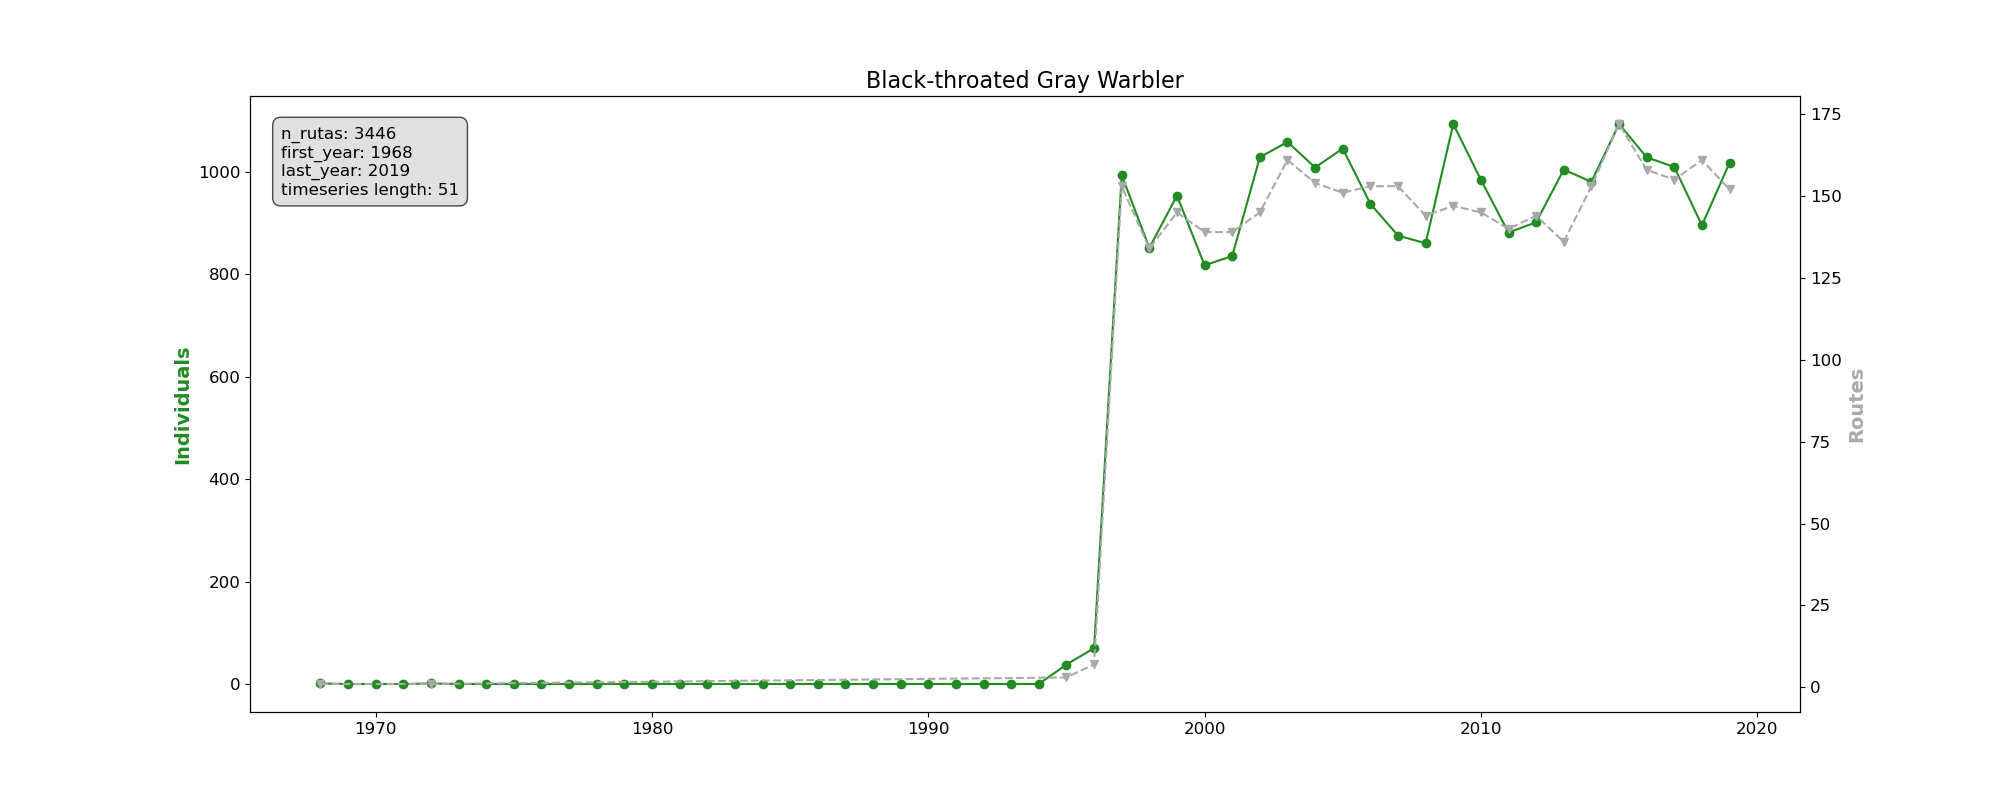 Black-throated Gray Warbler
n_rutas: 3446
first_year: 1968
last_year: 2019
timeseries length: 51
1000
800
600
400
200
0
Individuals
175
150
125
100
75
50
25
0
Routes
1970
1980
1990
2000
2010
2020